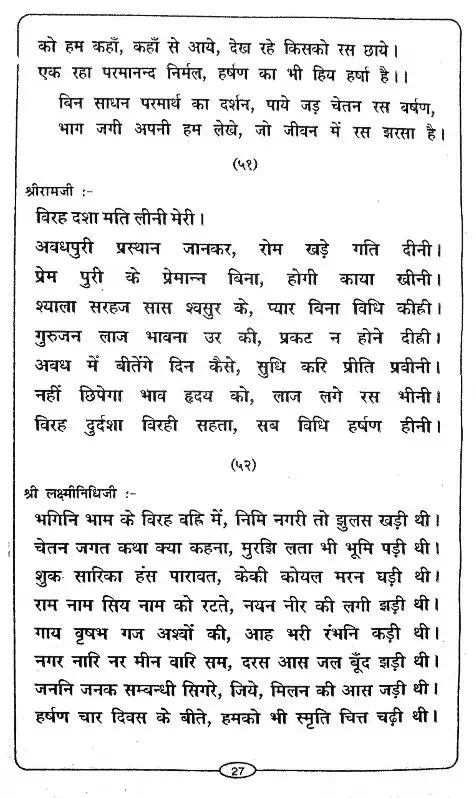 को हम कहाँ, कहाँ से आये, देख रहे किसको रस छाये।
एक रहा परमानन्द निर्मल, हर्षण का भी हिय हर्षा है।।
बिन साधन परमार्थ का दर्शन, पाये जड़ चेतन रस वर्षण,
भाग जगी अपनी हम लेखे, जो जीवन में रस झरसा है।
(५१)
श्रीरामजी :-
विरह दशा मति लीनी मेरी।
अवधपुरी प्रस्थान जानकर, रोम खड़े गति दीनी।
प्रेम पुरी के प्रेमान्न बिना, होगी काया खीनी।
श्याला सरहज सास श्वसुर के, प्यार बिना विधि कीही।
गुरुजन लाज भावना उर की, प्रकट न होने दीही।
अवध में बीतेंगे दिन कैसे, सुधि करि प्रीति प्रवीनी।
नहीं छिपेगा भाव हृदय को, लाज लगे रस भीनी।
विरह दुर्दशा विरही सहता, सब विधि हर्षण हीनी।
(५२)
श्री लक्ष्मीनिधिजी :-
भगिनि भाम के विरह वह्नि में, निमि नगरी तो झुलस खड़ी थी।
चेतन जगत कथा क्या कहना, मुरझि लता भी भूमि पड़ी थी।
शुक सारिका हंस पारावत, केकी कोयल मरन घड़ी थी।
राम नाम सिय नाम को रटते, नयन नीर की लगी झड़ी थी।
गाय वृषभ गज अश्वों की, आह भरी रंभनि कड़ी थी।
नगर नारि नर मीन वारि सम, दरस आस जल बूँद झड़ी थी।
जननि जनक सम्बन्धी सिगरे, जिये, मिलन की आस जड़ी थी।
हर्षण चार दिवस के बीते, हमको भी स्मृति चित्त चढ़ी थी।
27